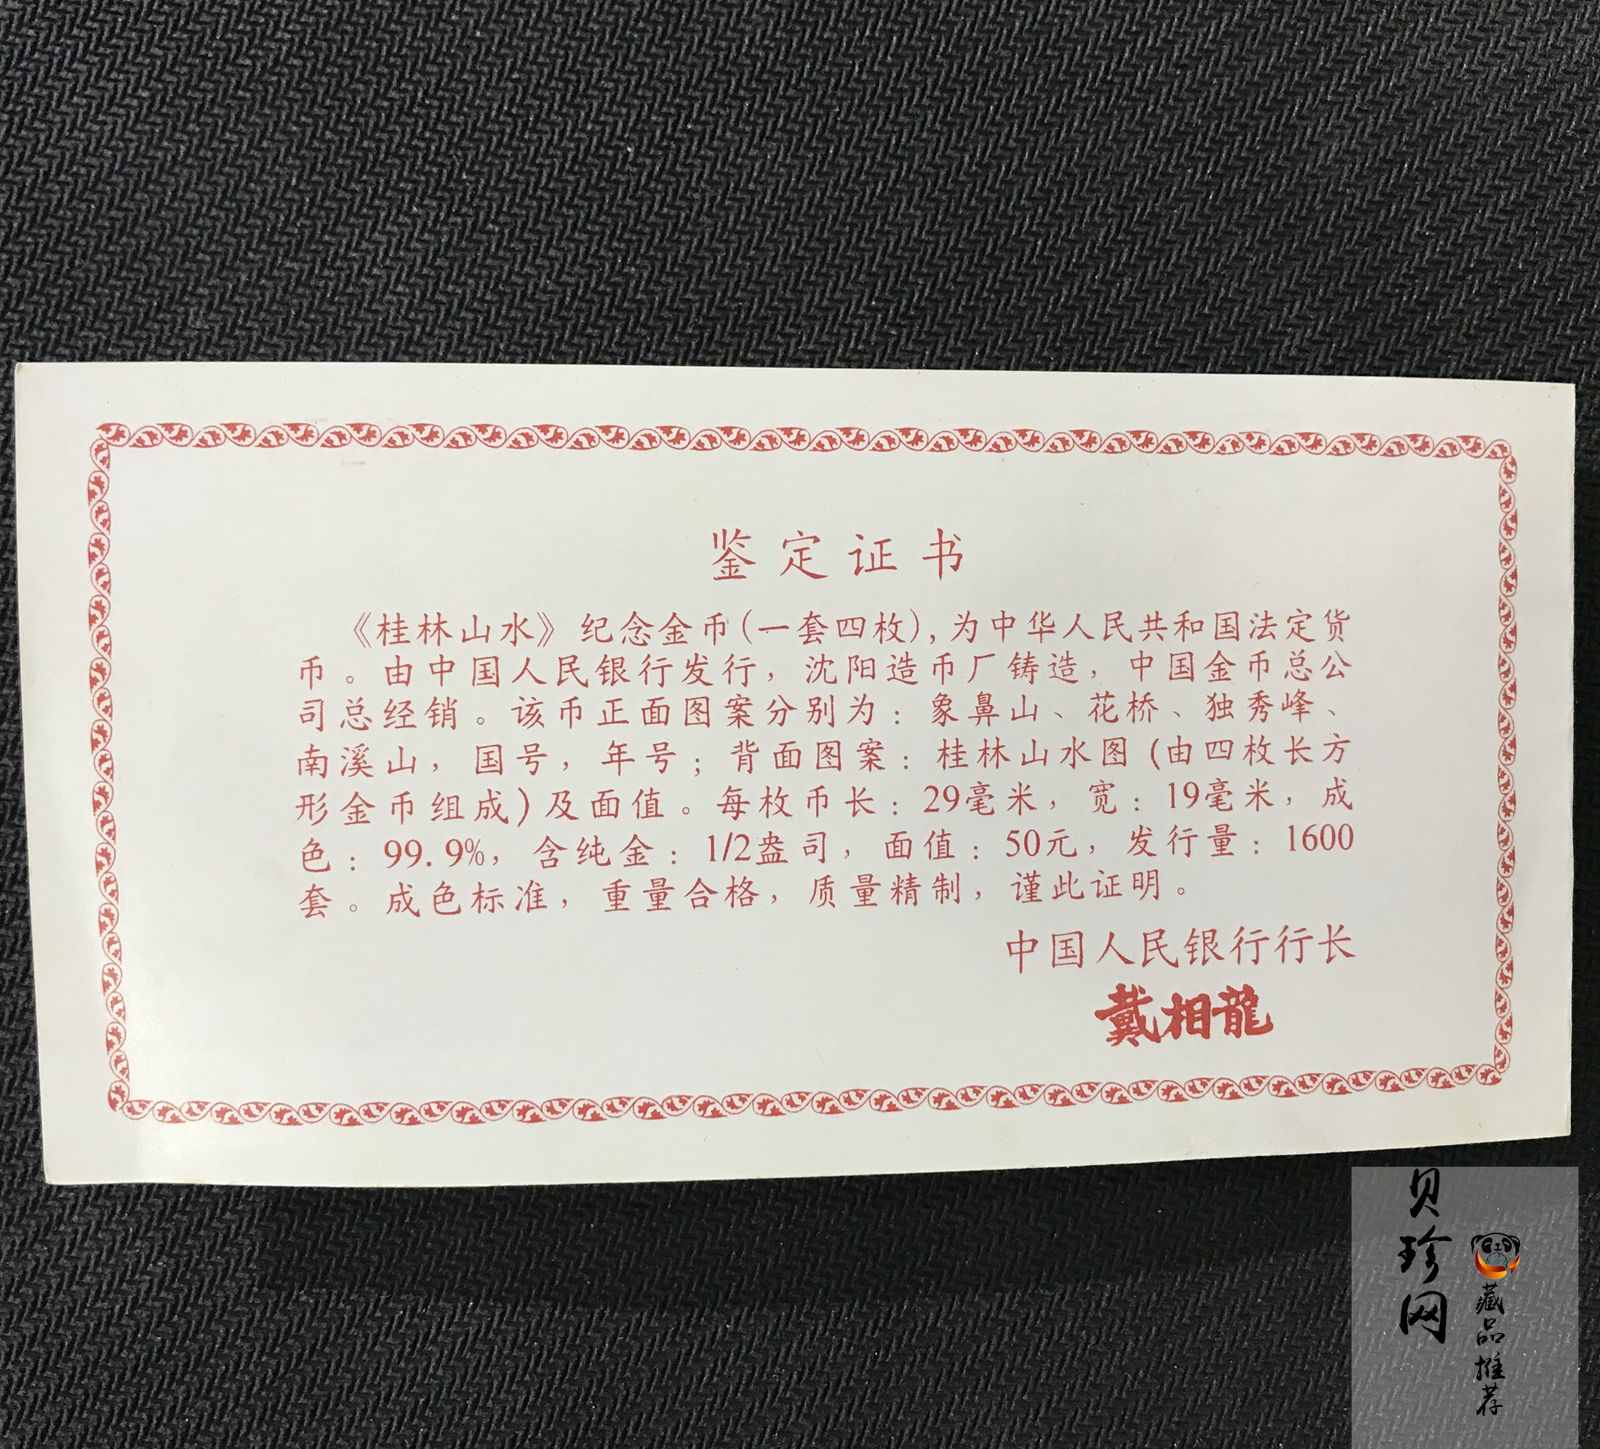 鉴定证书
《桂林山水》纪念金币(一套四枚),为中华人民共和国法定货
币。由中国人民银行发行，沈阳造币厂铸造，中国金币总公
司总经销。该币正面图案分别为：象鼻山、花桥、独秀峰、
南溪山，国号，年号；背面图案：桂林山水图(由四枚长方
形金币组成)及面值。每枚币长：29毫米，宽：19毫米，成
色：99.9%，含纯金：1/2盎司，面值：50元，发行量：1600
套。成色标准，重量合格，质量精制，谨此证明。
中国人民银行行长
戴相龍
贝珍网
藏品推荐